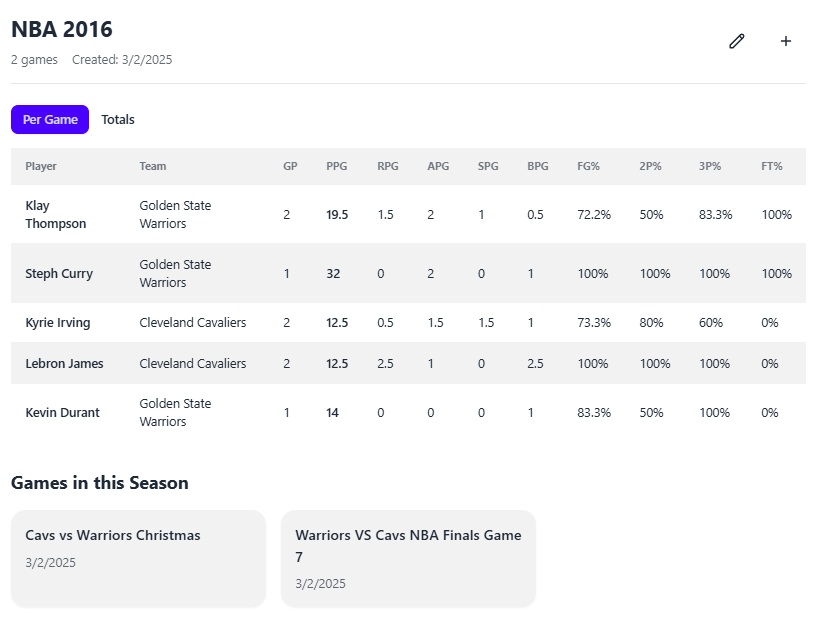 NBA 2016
2 games Created: 3/2/2025
Per Game Totals
Player Team GP PPG RPG APG SPG BPG FG% 2P% 3P% FT%
Klay Thompson Golden State Warriors 2 19.5 1.5 2 1 0.5 72.2% 50% 83.3% 100%
Steph Curry Golden State Warriors 1 32 0 2 0 1 100% 100% 100% 100%
Kyrie Irving Cleveland Cavaliers 2 12.5 0.5 1.5 1.5 1 73.3% 80% 60% 0%
Lebron James Cleveland Cavaliers 2 12.5 2.5 1 0 2.5 100% 100% 100% 0%
Kevin Durant Golden State Warriors 1 14 0 0 0 1 83.3% 50% 100% 0%
Games in this Season
Cavs vs Warriors Christmas
3/2/2025
Warriors VS Cavs NBA Finals Game
7
3/2/2025